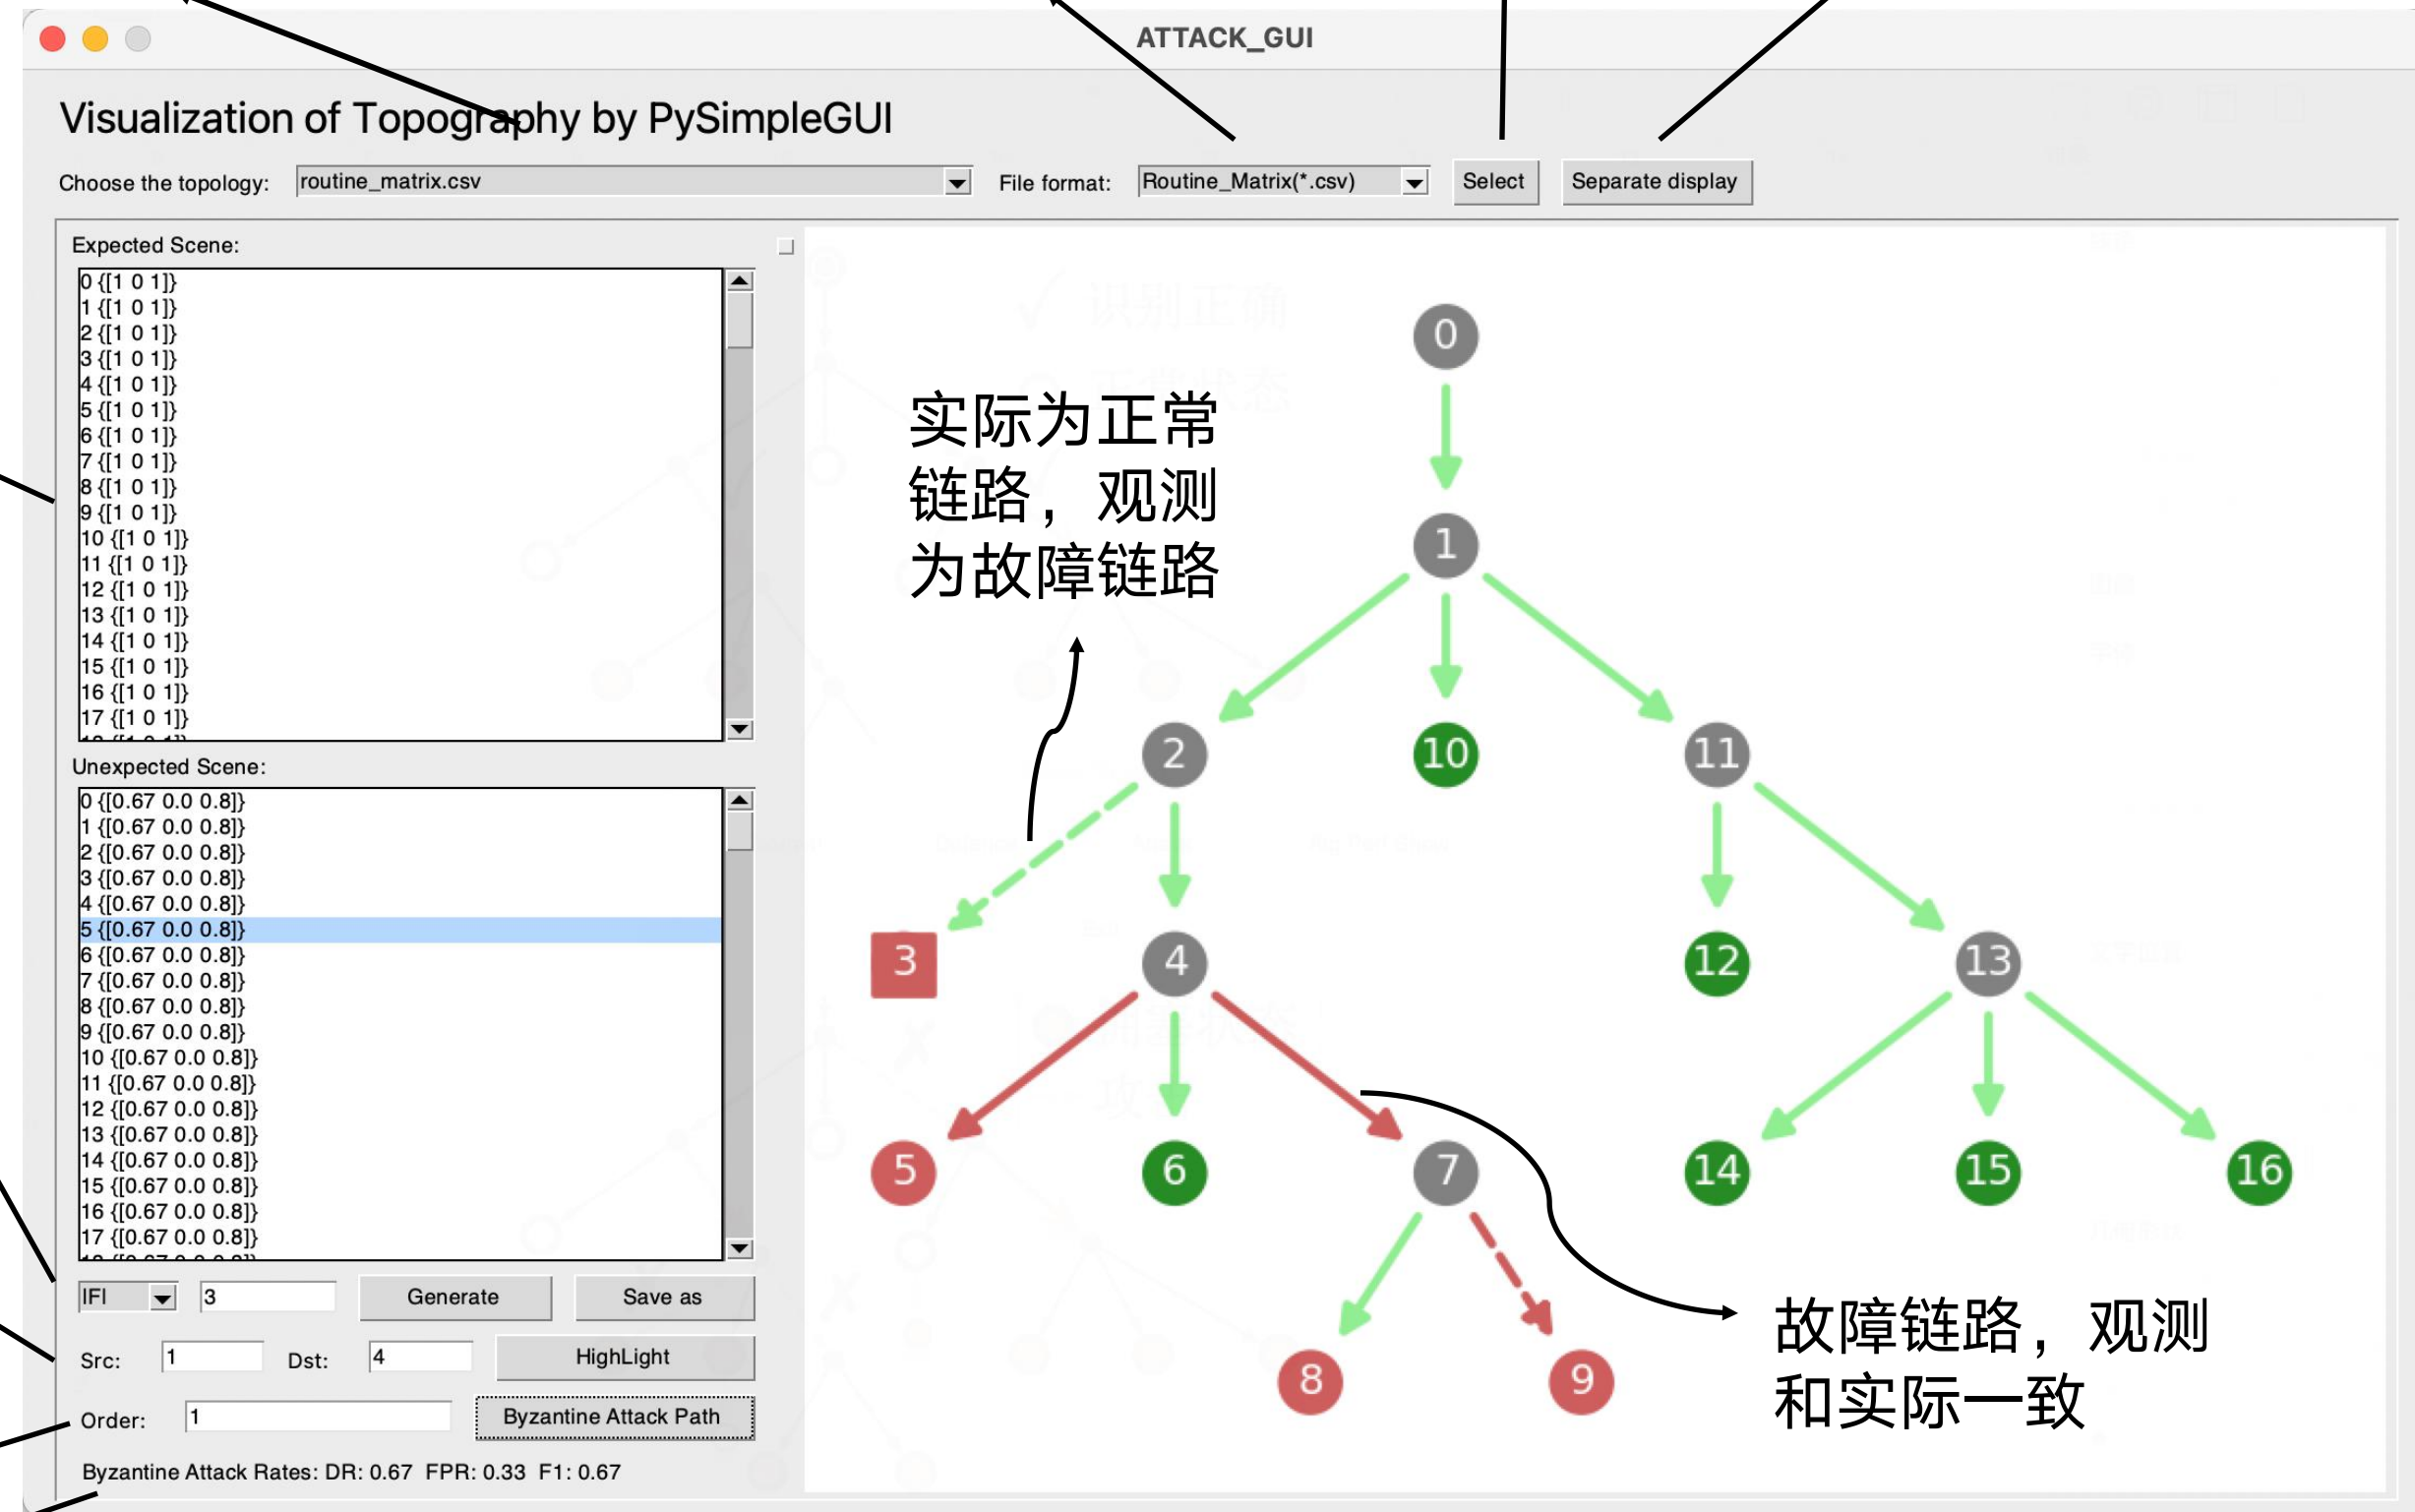 ATTACK_GUI
Visualization of Topography by PySimpleGUI
Choose the topology: routine_matrix.csv File format: Routine_Matrix(*.csv) Select Separate display
Expected Scene:
0 {[1 0 1]}
1 {[1 0 1]}
2 {[1 0 1]}
3 {[1 0 1]}
4 {[1 0 1]}
5 {[1 0 1]}
6 {[1 0 1]}
7 {[1 0 1]}
8 {[1 0 1]}
9 {[1 0 1]}
10 {[1 0 1]}
11 {[1 0 1]}
12 {[1 0 1]}
13 {[1 0 1]}
14 {[1 0 1]}
15 {[1 0 1]}
16 {[1 0 1]}
17 {[1 0 1]}
Unexpected Scene:
0 {[0.67 0.0 0.8]}
1 {[0.67 0.0 0.8]}
2 {[0.67 0.0 0.8]}
3 {[0.67 0.0 0.8]}
4 {[0.67 0.0 0.8]}
5 {[0.67 0.0 0.8]}
6 {[0.67 0.0 0.8]}
7 {[0.67 0.0 0.8]}
8 {[0.67 0.0 0.8]}
9 {[0.67 0.0 0.8]}
10 {[0.67 0.0 0.8]}
11 {[0.67 0.0 0.8]}
12 {[0.67 0.0 0.8]}
13 {[0.67 0.0 0.8]}
14 {[0.67 0.0 0.8]}
15 {[0.67 0.0 0.8]}
16 {[0.67 0.0 0.8]}
17 {[0.67 0.0 0.8]}
|F| 3 Generate Save as
Src: 1 Dst: 4 HighLight
Order: 1 Byzantine Attack Path
Byzantine Attack Rates: DR: 0.67 FPR: 0.33 F1: 0.67
实际为正常
链路，观测
为故障链路
0
1
2 10 11
3 4 12 13
5 6 7 14 15 16
8 9
故障链路，观测
和实际一致